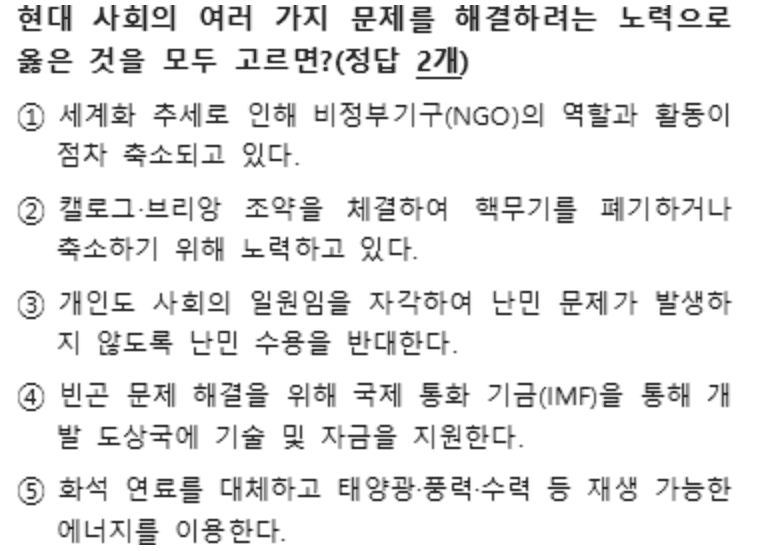 현대 사회의 여러 가지 문제를 해결하려는 노력으로
옳은 것을 모두 고르면?(정답 2개)
① 세계화 추세로 인해 비정부기구(NGO)의 역할과 활동이
점차 축소되고 있다.
② 캘로그·브리앙 조약을 체결하여 핵무기를 폐기하거나
축소하기 위해 노력하고 있다.
③ 개인도 사회의 일원임을 자각하여 난민 문제가 발생하
지 않도록 난민 수용을 반대한다.
④ 빈곤 문제 해결을 위해 국제 통화 기금(IMF)을 통해 개
발 도상국에 기술 및 자금을 지원한다.
⑤ 화석 연료를 대체하고 태양광·풍력·수력 등 재생 가능한
에너지를 이용한다.